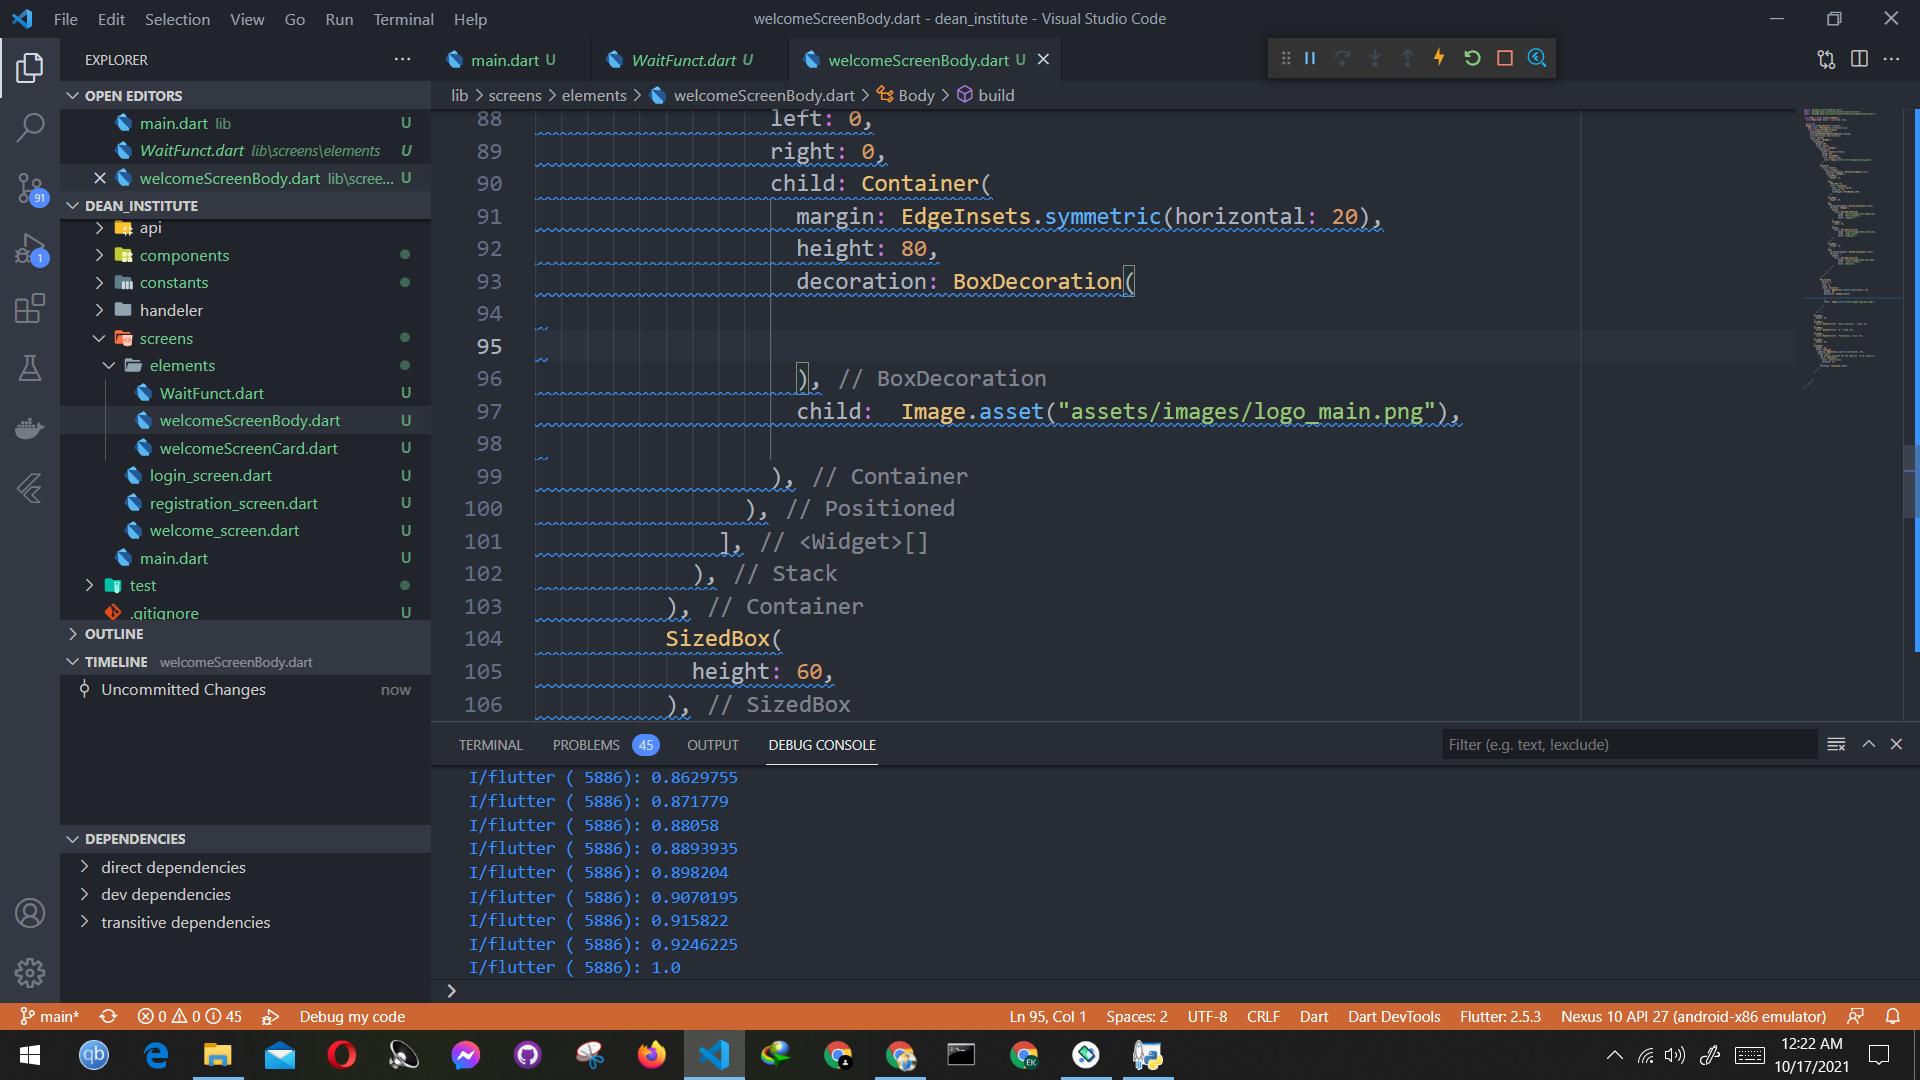 File Edit Selection View Go Run Terminal Help
welcomeScreenBody.dart - dean_institute - Visual Studio Code
EXPLORER
main.dart U
WaitFunct.dart U
welcomeScreenBody.dart U
OPEN EDITORS
main.dart lib U
WaitFunct.dart lib\screens\elements U
welcomeScreenBody.dart lib\scree... U
DEAN_INSTITUTE
api
components
constants
handeler
screens
elements
WaitFunct.dart U
welcomeScreenBody.dart U
welcomeScreenCard.dart U
login_screen.dart U
registration_screen.dart U
welcome_screen.dart U
main.dart U
test
.gitignore U
OUTLINE
TIMELINE welcomeScreenBody.dart
Uncommitted Changes now
DEPENDENCIES
direct dependencies
dev dependencies
transitive dependencies
91
1
lib > screens > elements > welcomeScreenBody.dart > Body > build
88 left: 0,
89 right: 0,
90 child: Container(
91 margin: EdgeInsets.symmetric(horizontal: 20),
92 height: 80,
93 decoration: BoxDecoration(
94
95
96 ), // BoxDecoration
97 child:  Image.asset("assets/images/logo_main.png"),
98
99 ), // Container
100 ), // Positioned
101 ], // <Widget>[]
102 ), // Stack
103 ), // Container
104 SizedBox(
105 height: 60,
106 ), // SizedBox
TERMINAL PROBLEMS 45 OUTPUT DEBUG CONSOLE
Filter (e.g. text, !exclude)
I/flutter ( 5886): 0.8629755
I/flutter ( 5886): 0.871779
I/flutter ( 5886): 0.88058
I/flutter ( 5886): 0.8893935
I/flutter ( 5886): 0.898204
I/flutter ( 5886): 0.9070195
I/flutter ( 5886): 0.915822
I/flutter ( 5886): 0.9246225
I/flutter ( 5886): 1.0
main* 0 0 45 Debug my code
Ln 95, Col 1 Spaces: 2 UTF-8 CRLF Dart Dart DevTools Flutter: 2.5.3 Nexus 10 API 27 (android-x86 emulator)
qb
EK
12:22 AM
10/17/2021